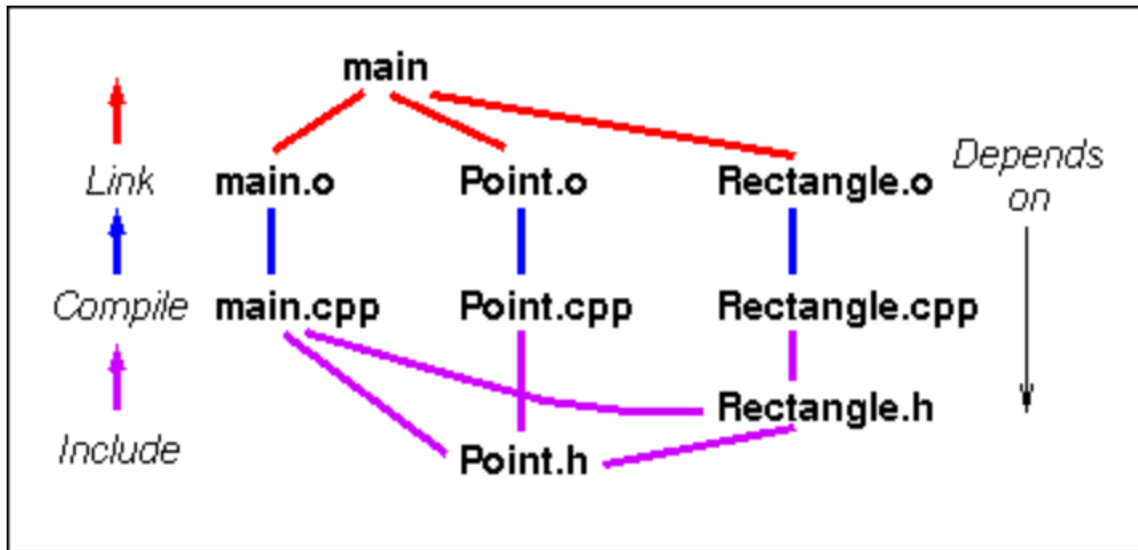 main
Link main.o Point.o Rectangle.o
Depends
on
Compile main.cpp Point.cpp Rectangle.cpp
Rectangle.h
Include
Point.h